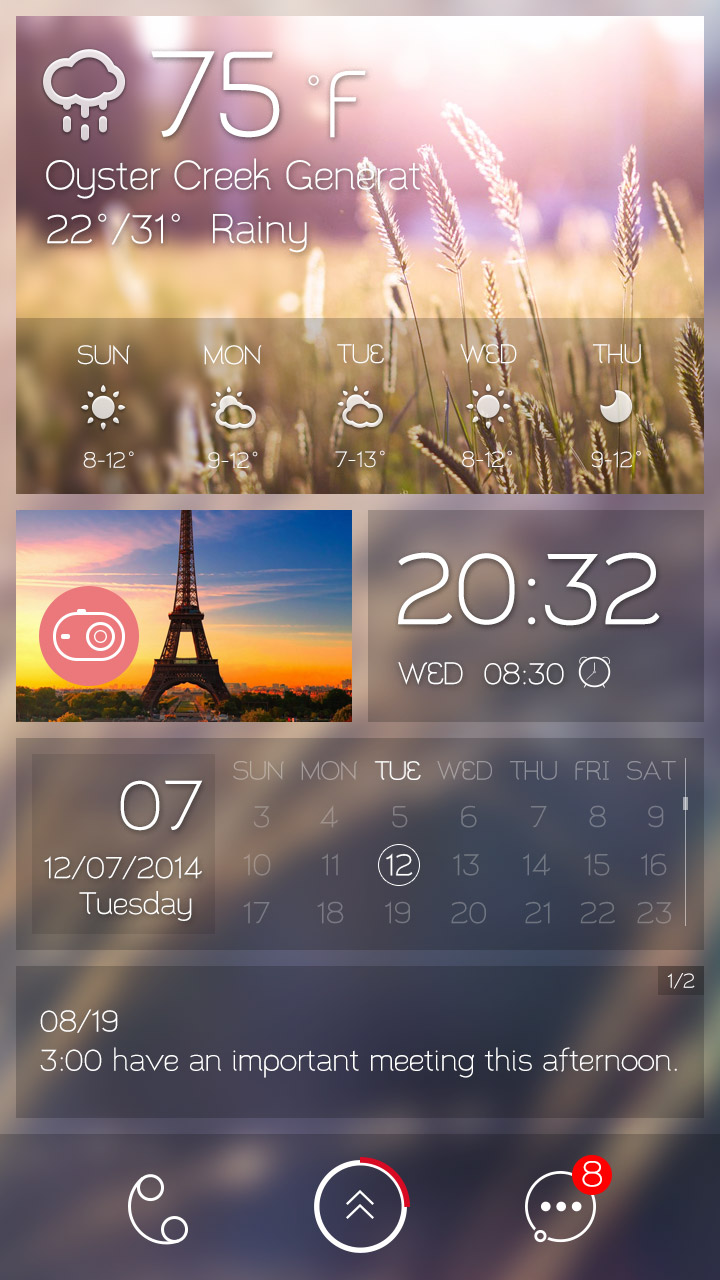 75 °F
Oyster Creek Generat
22°/31° Rainy
SUN MON TUE WED THU
8-12° 9-12° 7-13° 8-12° 9-12°
20:32
WED 08:30
07
12/07/2014
Tuesday
SUN MON TUE WED THU FRI SAT
3 4 5 6 7 8 9
10 11 12 13 14 15 16
17 18 19 20 21 22 23
1/2
08/19
3:00 have an important meeting this afternoon.
8